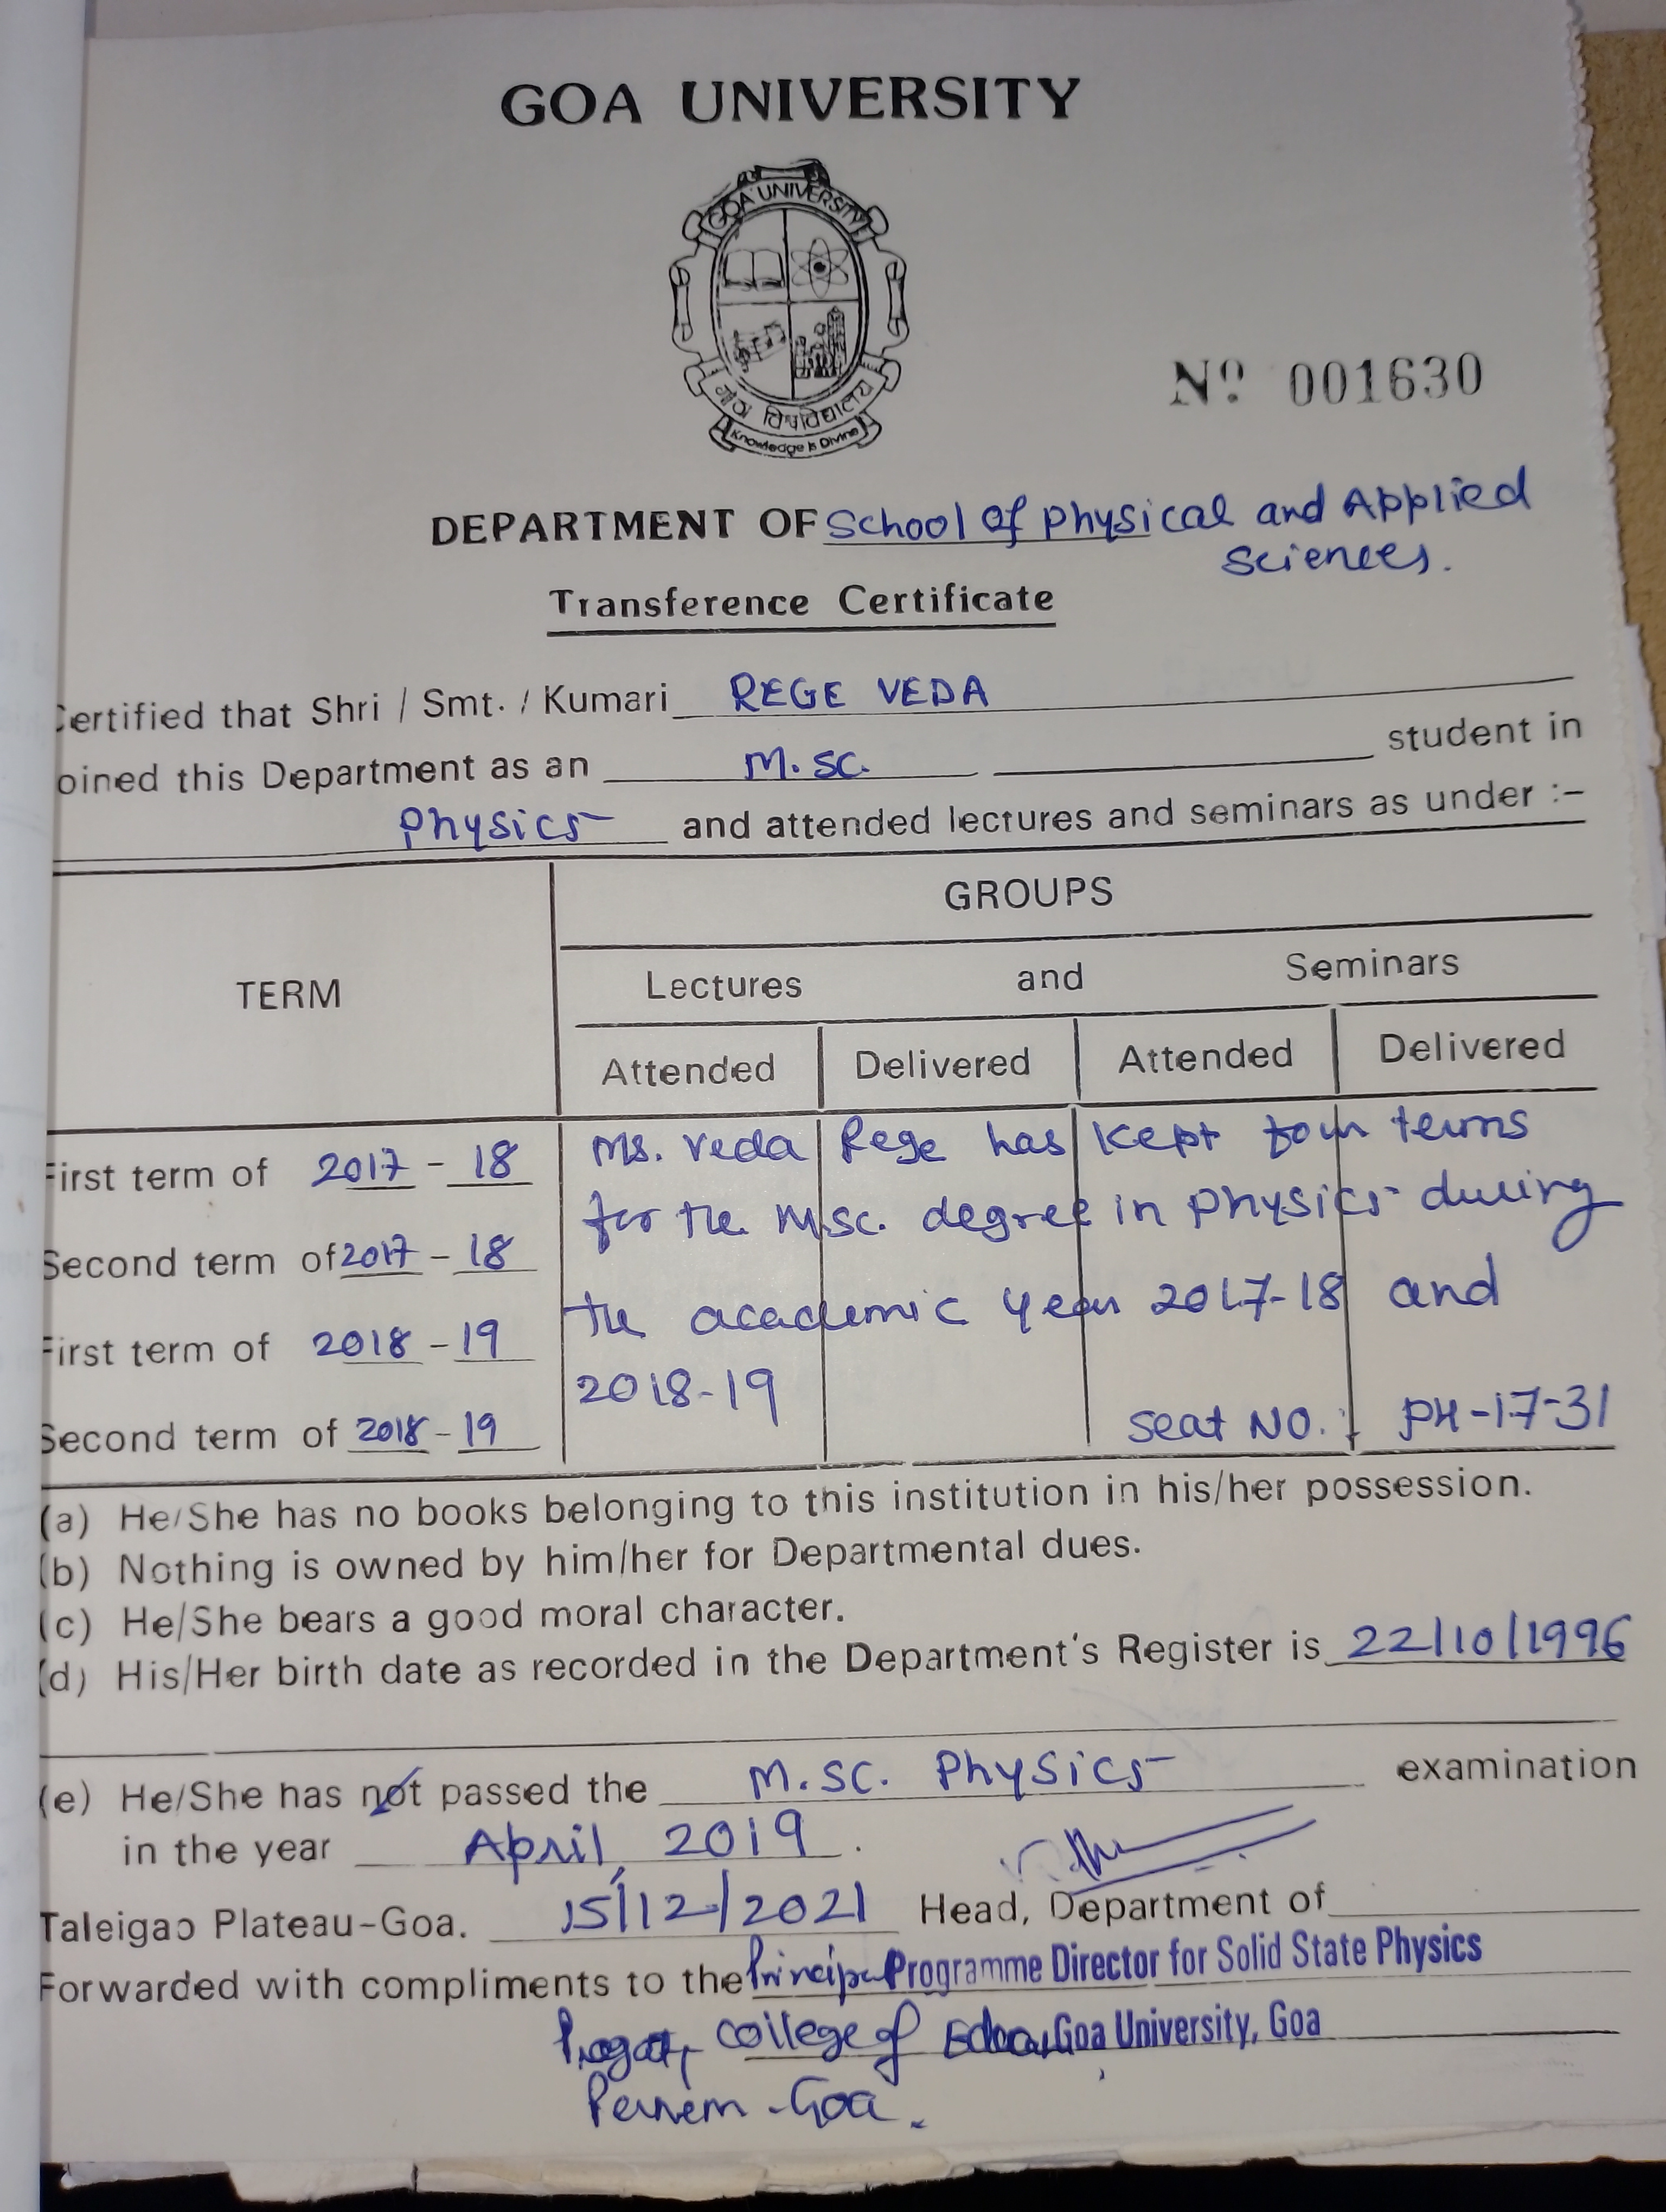 GOA UNIVERSITY
GOA UNIVERSITY
गोंय विश्वविद्यालय
Knowledge is Divine
Nº 001630
DEPARTMENT OF School of Physical and Applied
Sciences.
Transference Certificate
Certified that Shri / Smt. / Kumari REGE VEDA
oined this Department as an M.Sc. student in
Physics and attended lectures and seminars as under :-
GROUPS
TERM
Lectures and Seminars
Attended Delivered Attended Delivered
First term of 2017 - 18
Second term of 2017 - 18
First term of 2018 - 19
Second term of 2018 - 19
Ms. Veda Rege has kept four terms
for the M.Sc. degree in Physics during
the academic year 2017-18 and
2018-19
Seat No. : PH-17-31
(a) He/She has no books belonging to this institution in his/her possession.
(b) Nothing is owned by him/her for Departmental dues.
(c) He/She bears a good moral character.
(d) His/Her birth date as recorded in the Department's Register is 22/10/1996
(e) He/She has not passed the M.Sc. Physics examination
in the year April, 2019.
Taleigao Plateau-Goa. 15/12/2021 Head, Department of
Forwarded with compliments to the Programme Director for Solid State Physics
College of Goa University, Goa
Pernem - Goa.